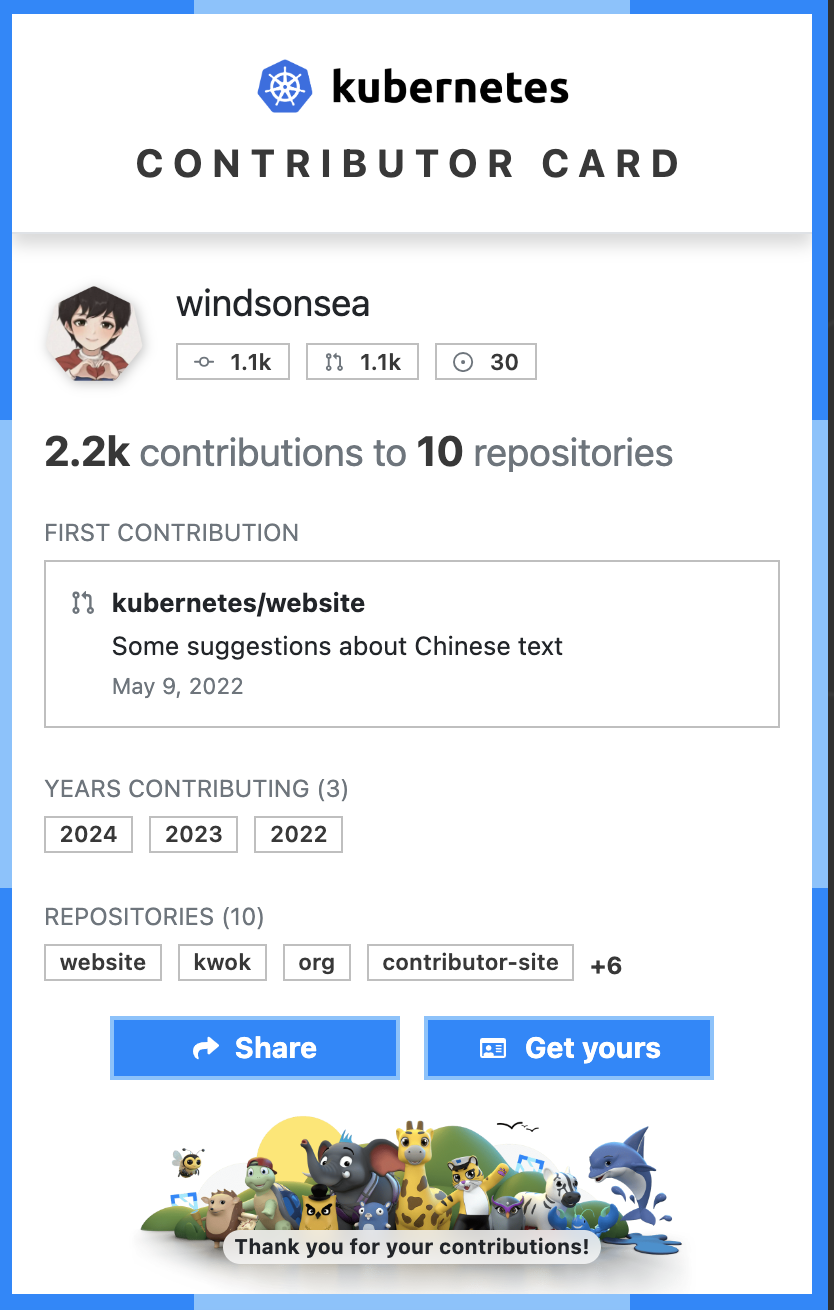 kubernetes
CONTRIBUTOR CARD
windsonsea
1.1k 1.1k 30
2.2k contributions to 10 repositories
FIRST CONTRIBUTION
kubernetes/website
Some suggestions about Chinese text
May 9, 2022
YEARS CONTRIBUTING (3)
2024 2023 2022
REPOSITORIES (10)
website kwok org contributor-site +6
Share Get yours
Thank you for your contributions!